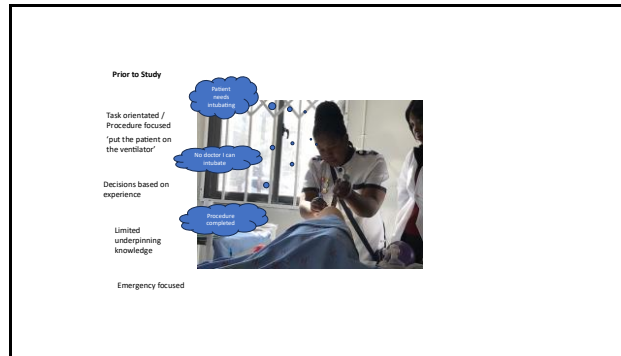 Prior to Study
Patient
needs
intubating
Task orientated /
Procedure focused
'put the patient on
the ventilator'
No doctor I can
intubate
Decisions based on
experience
Procedure
completed
Limited
underpinning
knowledge
Emergency focused